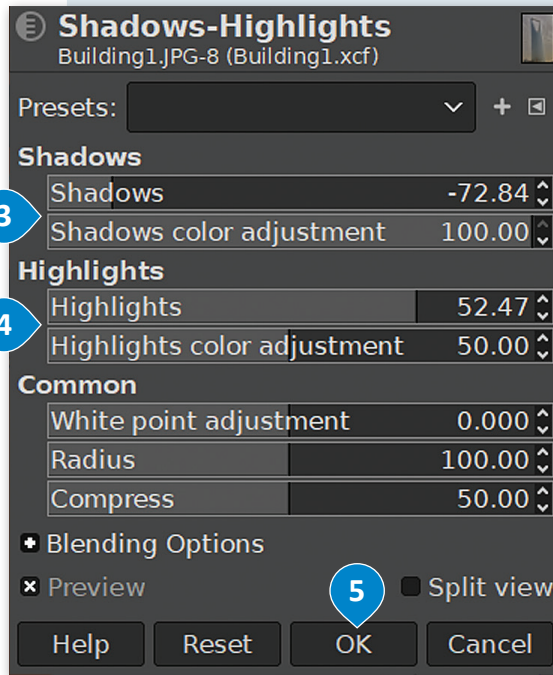 Shadows-Highlights
Building1.JPG-8 (Building1.xcf)
Presets:
Shadows
3
Shadows -72.84
Shadows color adjustment 100.00
Highlights
4
Highlights 52.47
Highlights color adjustment 50.00
Common
White point adjustment 0.000
Radius 100.00
Compress 50.00
Blending Options
Preview 5 Split view
Help Reset OK Cancel